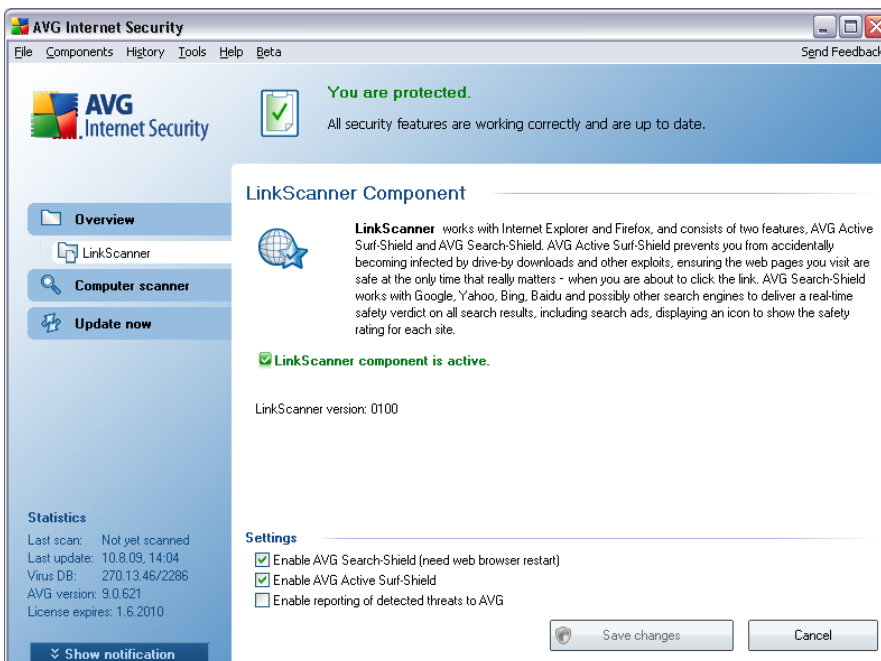 AVG Internet Security
File Components History Tools Help Beta Send Feedback
AVG
Internet Security
You are protected.
All security features are working correctly and are up to date.
Overview
LinkScanner
Computer scanner
Update now
LinkScanner Component
LinkScanner works with Internet Explorer and Firefox, and consists of two features, AVG Active
Surf-Shield and AVG Search-Shield. AVG Active Surf-Shield prevents you from accidentally
becoming infected by drive-by downloads and other exploits, ensuring the web pages you visit are
safe at the only time that really matters - when you are about to click the link. AVG Search-Shield
works with Google, Yahoo, Bing, Baidu and possibly other search engines to deliver a real-time
safety verdict on all search results, including search ads, displaying an icon to show the safety
rating for each site.
LinkScanner component is active.
LinkScanner version: 0100
Statistics
Last scan: Not yet scanned
Last update: 10.8.09, 14:04
Virus DB: 270.13.46/2286
AVG version: 9.0.621
License expires: 1.6.2010
Show notification
Settings
Enable AVG Search-Shield (need web browser restart)
Enable AVG Active Surf-Shield
Enable reporting of detected threats to AVG
Save changes Cancel